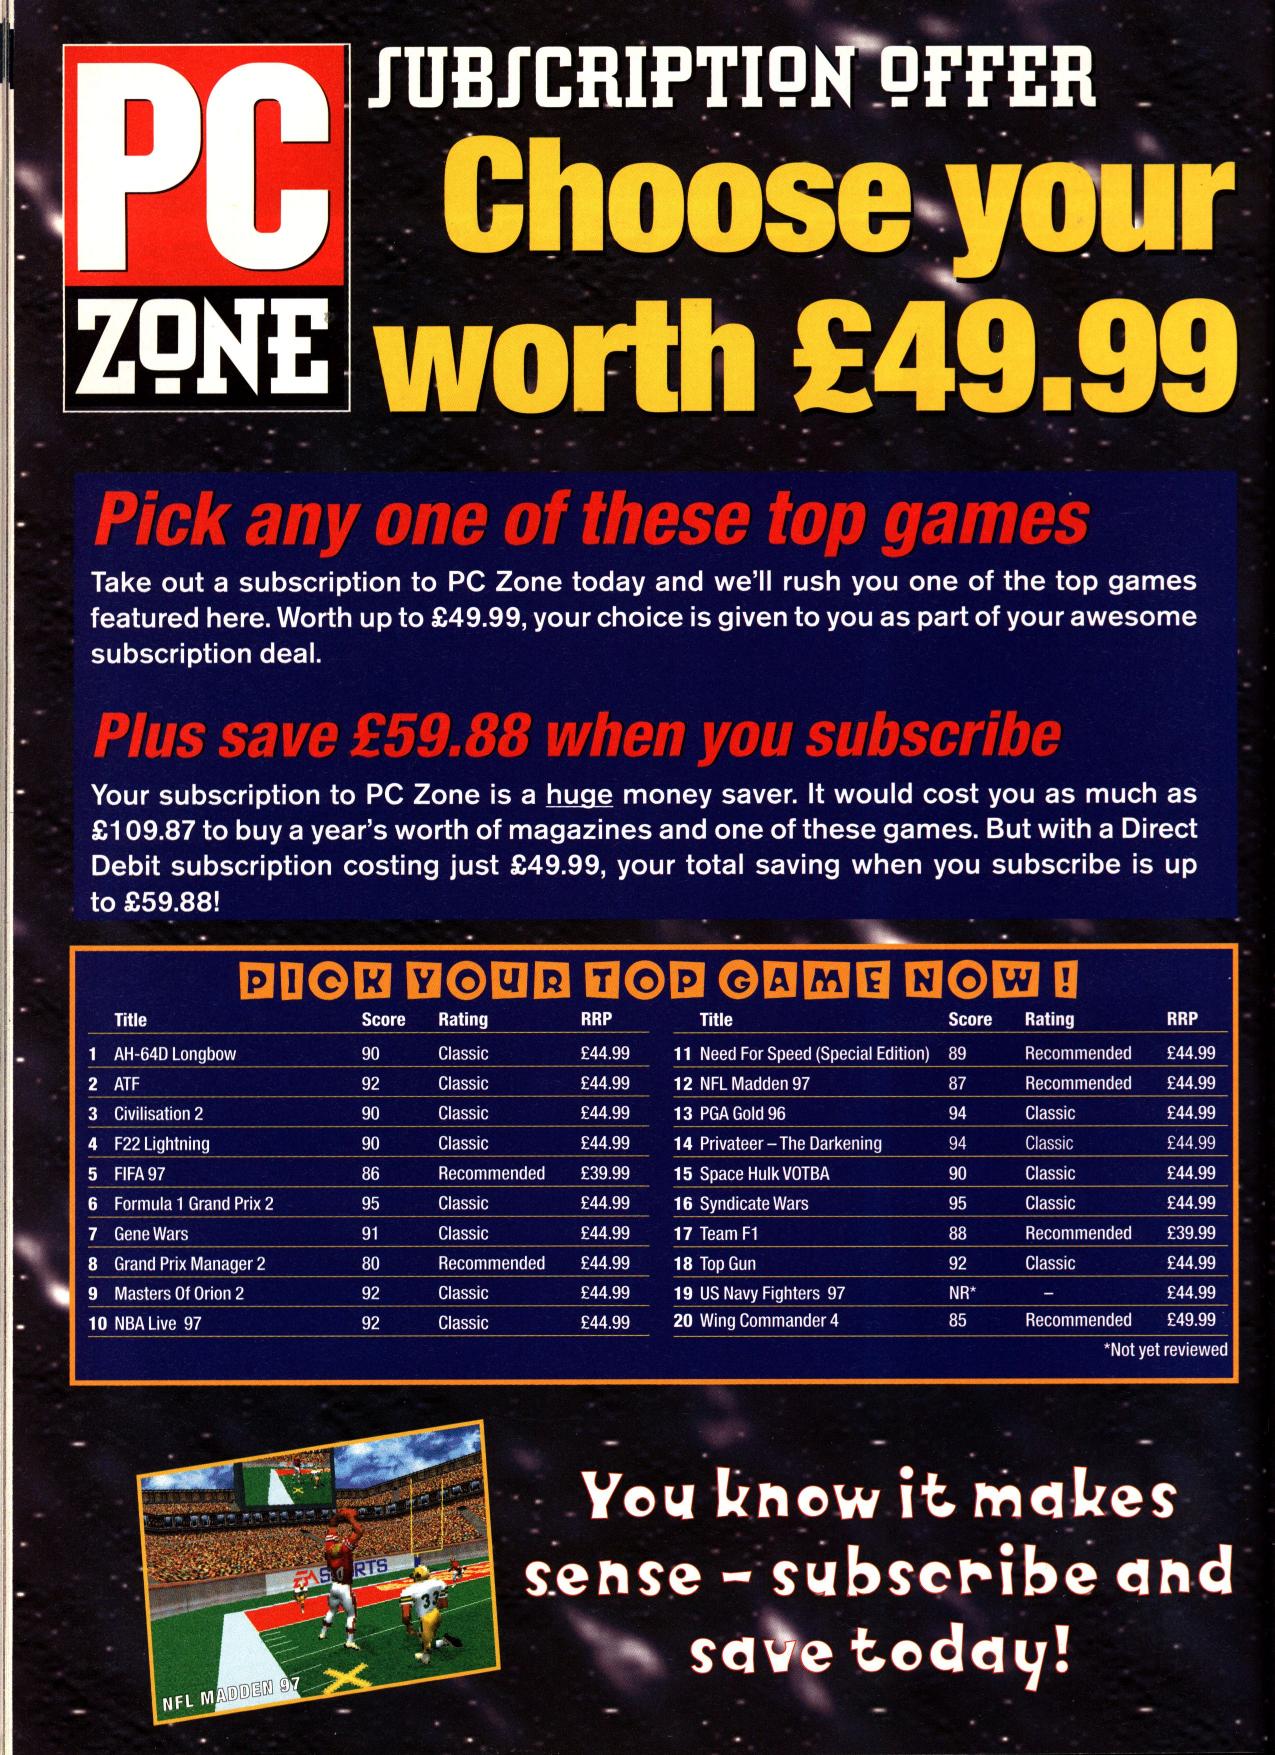 PC
ZONE
SUBSCRIPTION OFFER
Choose your
worth £49.99
Pick any one of these top games
Take out a subscription to PC Zone today and we'll rush you one of the top games
featured here. Worth up to £49.99, your choice is given to you as part of your awesome
subscription deal.
Plus save £59.88 when you subscribe
Your subscription to PC Zone is a huge money saver. It would cost you as much as
£109.87 to buy a year's worth of magazines and one of these games. But with a Direct
Debit subscription costing just £49.99, your total saving when you subscribe is up
to £59.88!
PICK YOUR TOP GAME NOW!
Title Score Rating RRP
1 AH-64D Longbow 90 Classic £44.99
2 ATF 92 Classic £44.99
3 Civilisation 2 90 Classic £44.99
4 F22 Lightning 90 Classic £44.99
5 FIFA 97 86 Recommended £39.99
6 Formula 1 Grand Prix 2 95 Classic £44.99
7 Gene Wars 91 Classic £44.99
8 Grand Prix Manager 2 80 Recommended £44.99
9 Masters Of Orion 2 92 Classic £44.99
10 NBA Live 97 92 Classic £44.99
Title Score Rating RRP
11 Need For Speed (Special Edition) 89 Recommended £44.99
12 NFL Madden 97 87 Recommended £44.99
13 PGA Gold 96 94 Classic £44.99
14 Privateer – The Darkening 94 Classic £44.99
15 Space Hulk VOTBA 90 Classic £44.99
16 Syndicate Wars 95 Classic £44.99
17 Team F1 88 Recommended £39.99
18 Top Gun 92 Classic £44.99
19 US Navy Fighters 97 NR* – £44.99
20 Wing Commander 4 85 Recommended £49.99
*Not yet reviewed
EA SPORTS
33
NFL MADDEN 97
You know it makes
sense – subscribe and
save today!